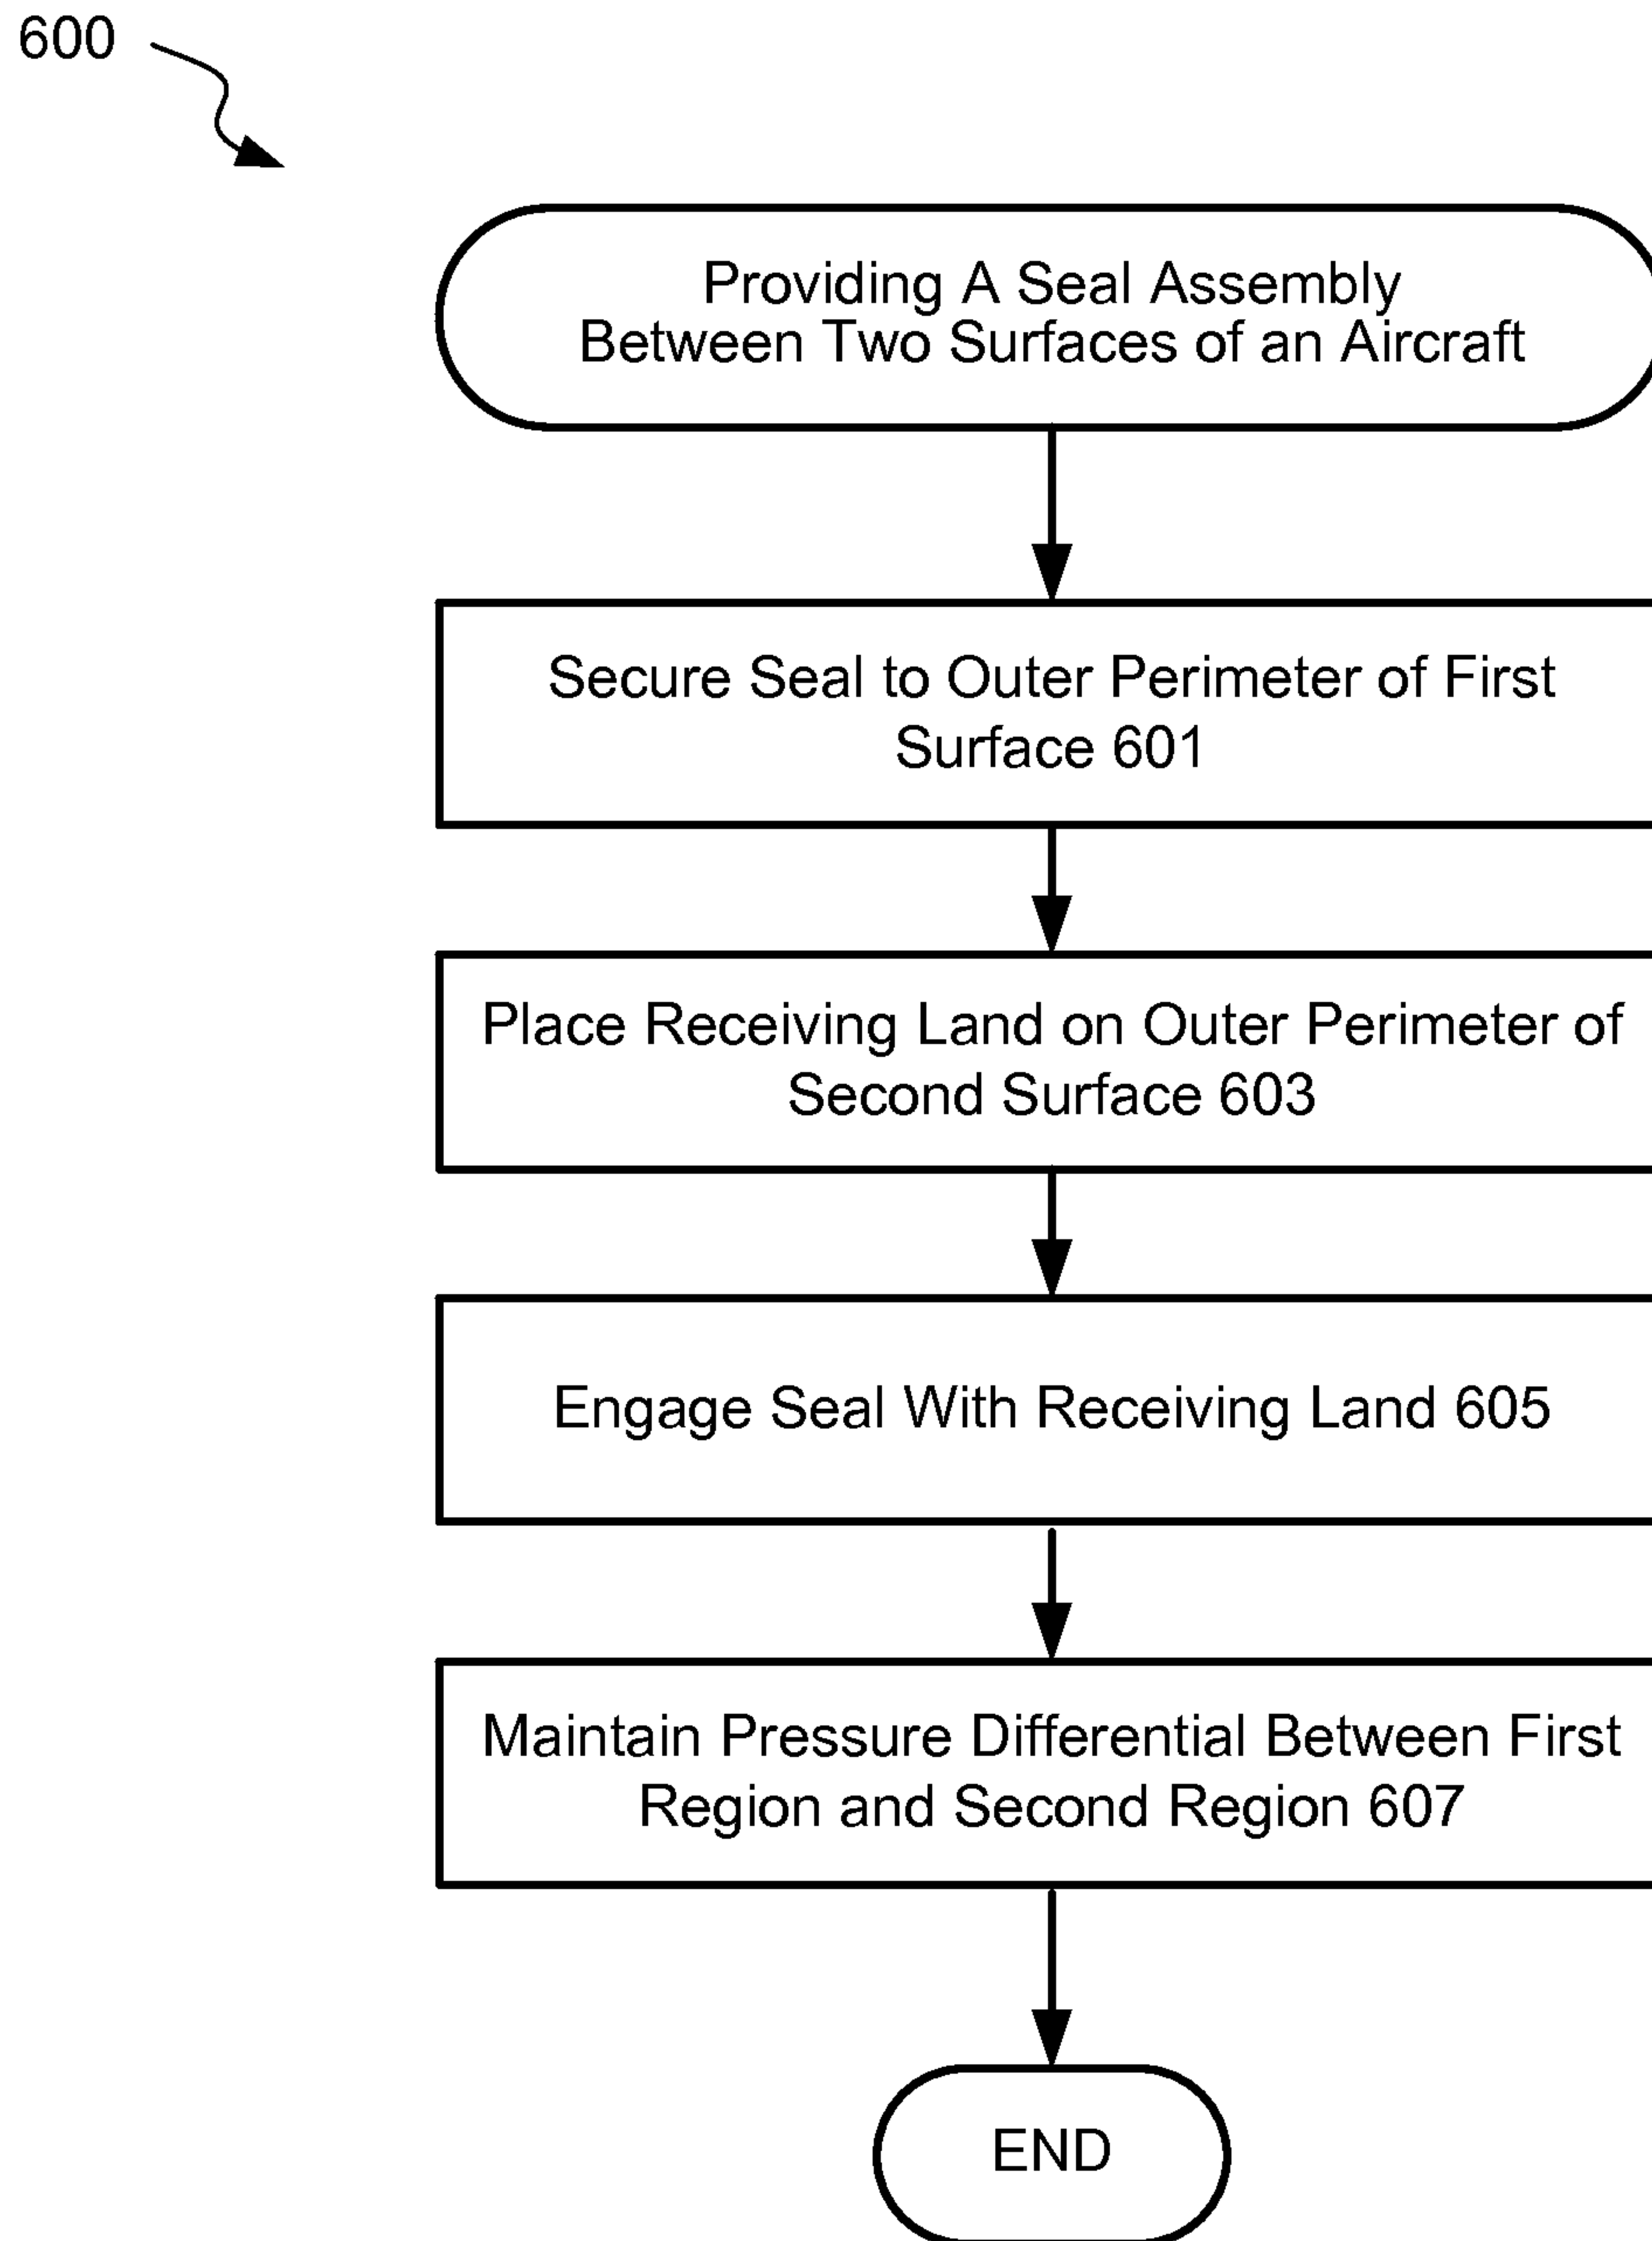 600
Providing A Seal Assembly
Between Two Surfaces of an Aircraft
Secure Seal to Outer Perimeter of First
Surface 601
Place Receiving Land on Outer Perimeter of
Second Surface 603
Engage Seal With Receiving Land 605
Maintain Pressure Differential Between First
Region and Second Region 607
END